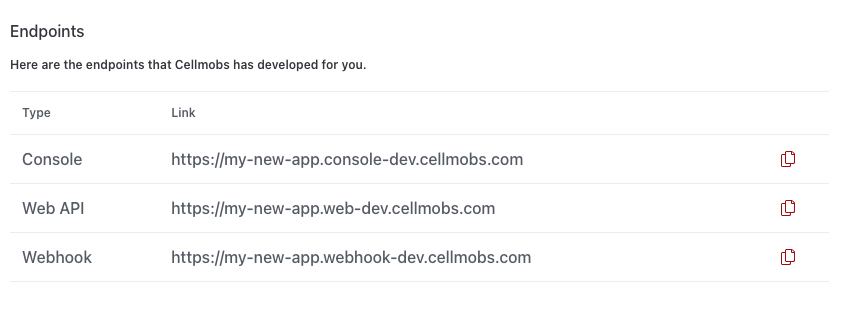 Endpoints
Here are the endpoints that Cellmobs has developed for you.
Type Link
Console https://my-new-app.console-dev.cellmobs.com
Web API https://my-new-app.web-dev.cellmobs.com
Webhook https://my-new-app.webhook-dev.cellmobs.com